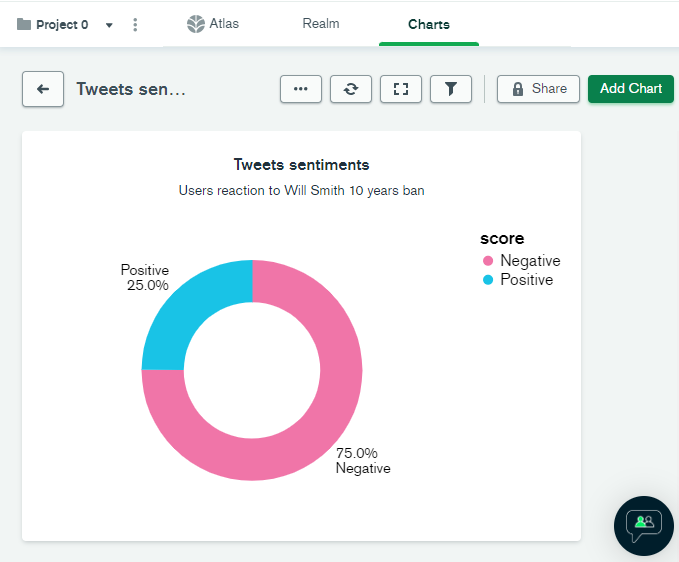 Project 0
Atlas
Realm
Charts
Tweets sen...
Share
Add Chart
Tweets sentiments
Users reaction to Will Smith 10 years ban
score
Negative
Positive
Positive
25.0%
75.0%
Negative